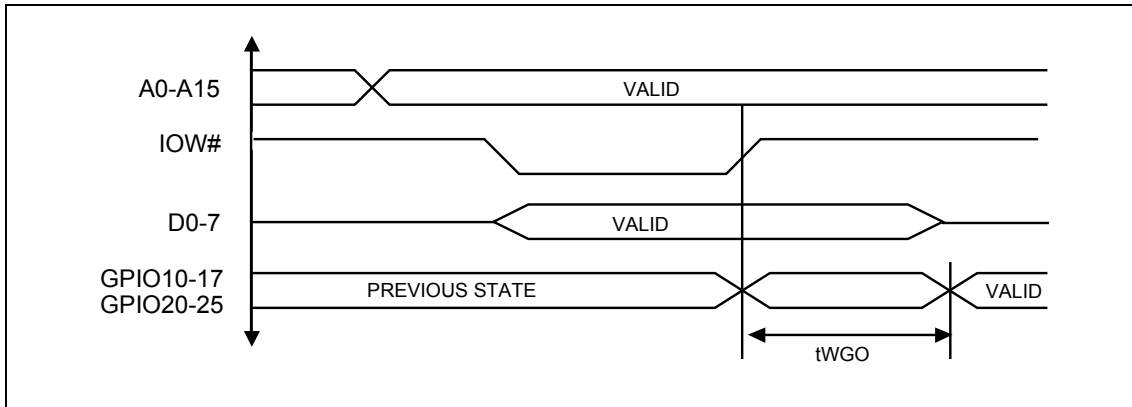 A0-A15
VALID
IOW#
D0-7
VALID
GPIO10-17
GPIO20-25
PREVIOUS STATE
VALID
tWGO